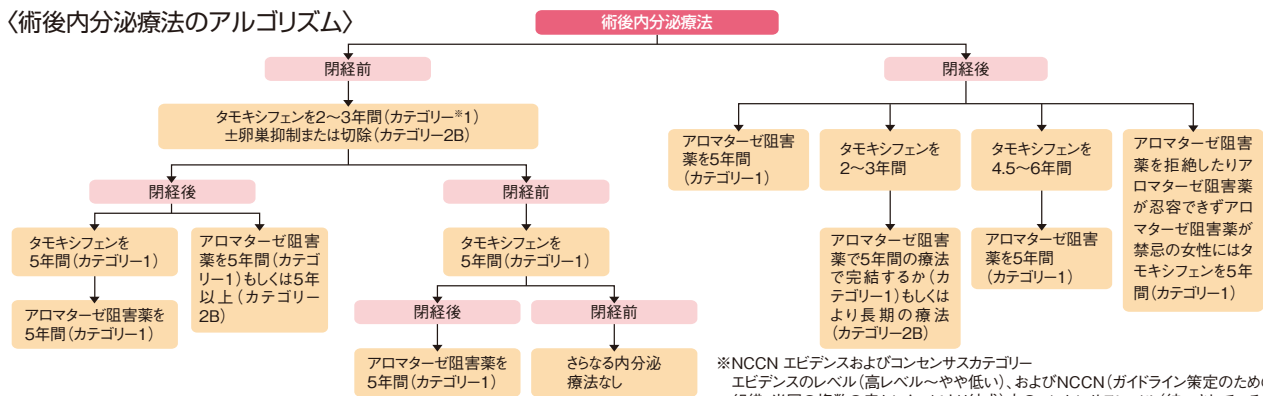 〈術後内分泌療法のアルゴリズム〉
術後内分泌療法
閉経前
閉経後
タモキシフェンを2〜3年間(カテゴリー※1)
±卵巣抑制または切除(カテゴリー2B)
閉経後
閉経前
タモキシフェンを
5年間(カテゴリー1)
アロマターゼ阻害
薬を5年間(カテゴ
リー1)もしくは5年
以上(カテゴリー
2B)
アロマターゼ阻害薬を
5年間(カテゴリー1)
タモキシフェンを
5年間(カテゴリー1)
閉経後
閉経前
アロマターゼ阻害薬を
5年間(カテゴリー1)
さらなる内分泌
療法なし
アロマターゼ阻害
薬を5年間
(カテゴリー1)
タモキシフェンを
2〜3年間
アロマターゼ阻害
薬で5年間の療法
で完結するか(カ
テゴリー1)もしくは
より長期の療法
(カテゴリー2B)
タモキシフェンを
4.5〜6年間
アロマターゼ阻害
薬を5年間
(カテゴリー1)
アロマターゼ阻害
薬を拒絶したりア
ロマターゼ阻害薬
が忍容できずアロ
マターゼ阻害薬が
禁忌の女性にはタ
モキシフェンを5年
間(カテゴリー1)
※NCCN エビデンスおよびコンセンサスカテゴリー
エビデンスのレベル(高レベル〜やや低い)、およびNCCN(ガイドライン策定のための